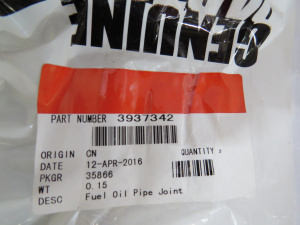 GENUINE
PART NUMBER 3937342
ORIGIN CN QUANTITY
DATE 12-APR-2016
PKGR 35866
WT 0.15
DESC Fuel Oil Pipe Joint